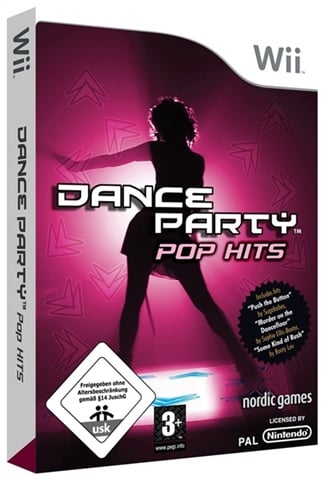 Wii
DANCE PARTY™ POP HITS
Wii
DANCE
PARTY™
POP HITS
Includes hits
"Push the Button"
by Sugababes,
"Murder on the
Dancefloor"
by Sophie Ellis-Bextor,
"Some Kind of Rush"
by Booty Luv
Freigegeben ohne
Altersbeschränkung
gemäß §14 JuschG
usk
3+
www.pegi.info
nordic games
LICENSED BY
PAL Nintendo